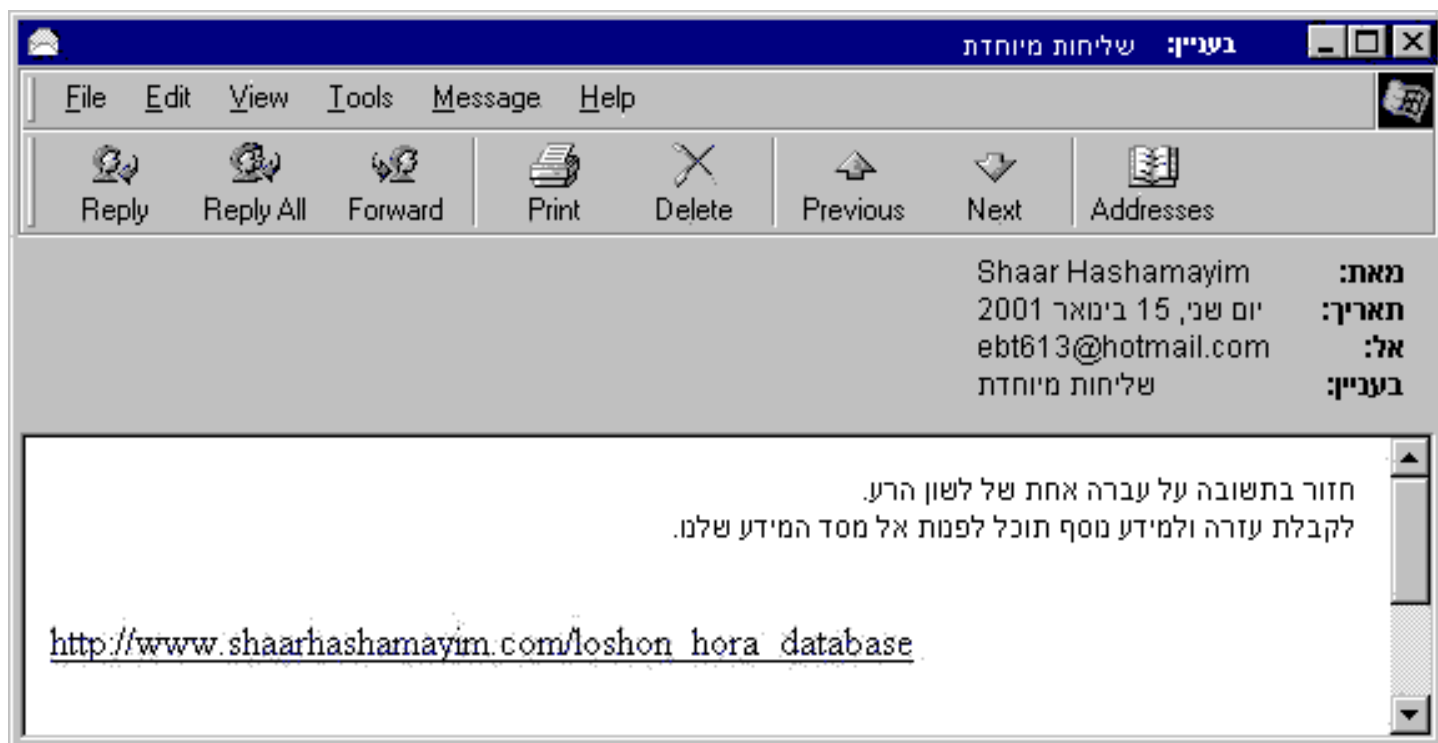 בעניין: שליחות מיוחדת
File Edit View Tools Message Help
Reply Reply All Forward Print Delete Previous Next Addresses
מאת: Shaar Hashamayim
תאריך: יום שני, 15 בינואר 2001
אל: ebt613@hotmail.com
בעניין: שליחות מיוחדת
חזור בתשובה על עברה אחת של לשון הרע.
לקבלת עזרה ולמידע נוסף תוכל לפנות אל מסד המידע שלנו.
http://www.shaarhashamayim.com/loshon_hora_database